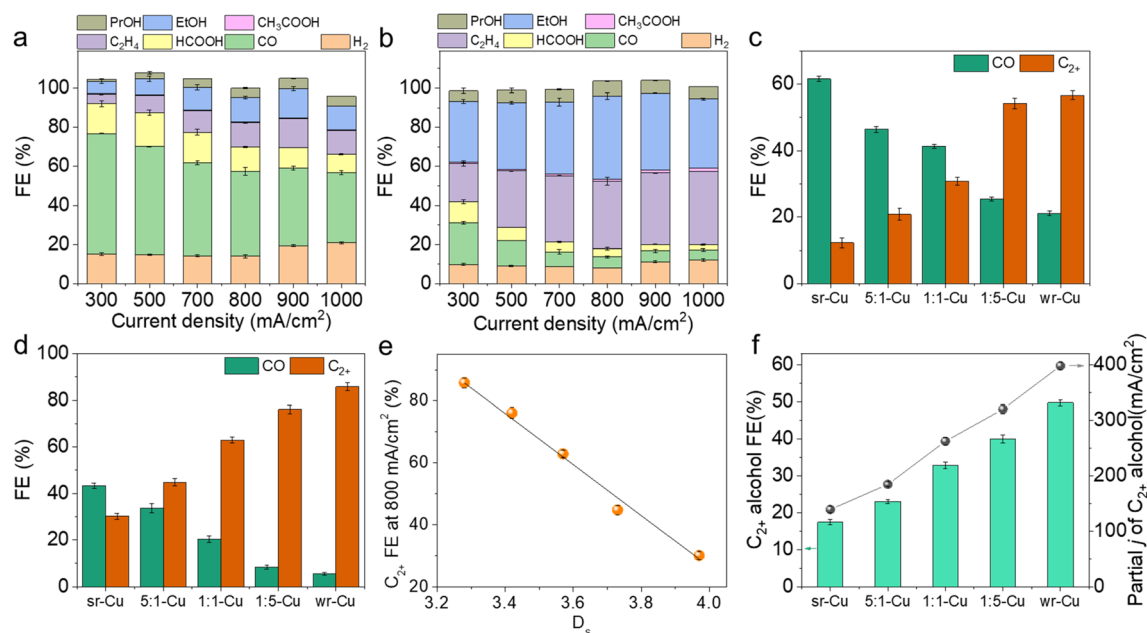 a
PrOH EtOH CH₃COOH
C₂H₄ HCOOH CO H₂
FE (%)
100
80
60
40
20
0
300 500 700 800 900 1000
Current density (mA/cm²)
b
PrOH EtOH CH₃COOH
C₂H₄ HCOOH CO H₂
FE (%)
100
80
60
40
20
0
300 500 700 800 900 1000
Current density (mA/cm²)
c
CO C₂₊
FE (%)
60
40
20
0
sr-Cu 5:1-Cu 1:1-Cu 1:5-Cu wr-Cu
d
CO C₂₊
FE (%)
100
80
60
40
20
0
sr-Cu 5:1-Cu 1:1-Cu 1:5-Cu wr-Cu
e
C₂₊ FE at 800 mA/cm² (%)
80
60
40
20
3.2 3.4 3.6 3.8 4.0
Dₛ
f
C₂₊ alcohol FE(%)
60
50
40
30
20
10
0
sr-Cu 5:1-Cu 1:1-Cu 1:5-Cu wr-Cu
400
300
200
100
0
Partial j of C₂₊ alcohol(mA/cm²)